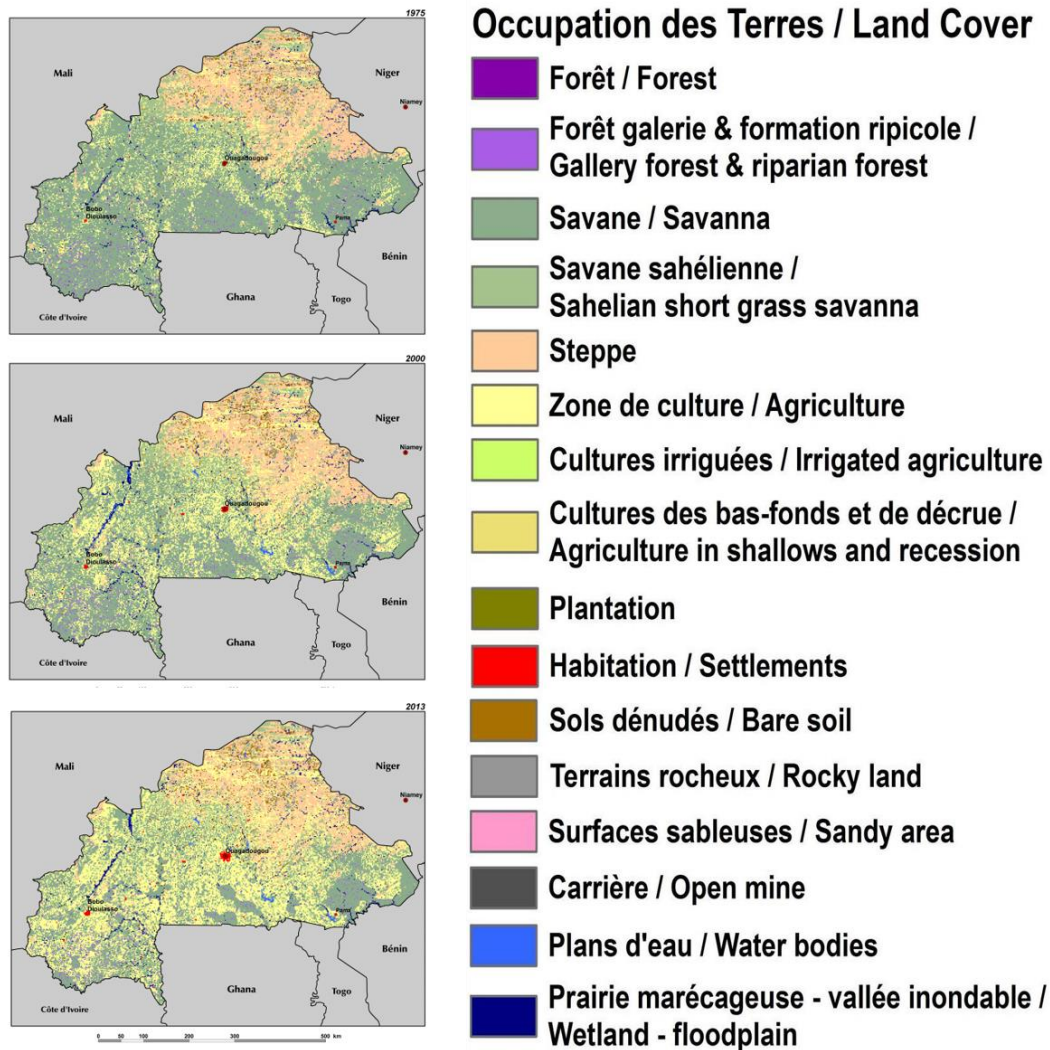 1975
Mali
Niger
Niamey
Ouagadougou
Bobo
Dioulasso
Pama
Bénin
Ghana
Togo
Côte d'Ivoire
2000
Mali
Niger
Niamey
Ouagadougou
Bobo
Dioulasso
Pama
Bénin
Ghana
Togo
Côte d'Ivoire
2013
Mali
Niger
Niamey
Ouagadougou
Bobo
Dioulasso
Pama
Bénin
Ghana
Togo
Côte d'Ivoire
0 50 100 200 300 500 km
Occupation des Terres / Land Cover
Forêt / Forest
Forêt galerie & formation ripicole /
Gallery forest & riparian forest
Savane / Savanna
Savane sahélienne /
Sahelian short grass savanna
Steppe
Zone de culture / Agriculture
Cultures irriguées / Irrigated agriculture
Cultures des bas-fonds et de décrue /
Agriculture in shallows and recession
Plantation
Habitation / Settlements
Sols dénudés / Bare soil
Terrains rocheux / Rocky land
Surfaces sableuses / Sandy area
Carrière / Open mine
Plans d'eau / Water bodies
Prairie marécageuse - vallée inondable /
Wetland - floodplain